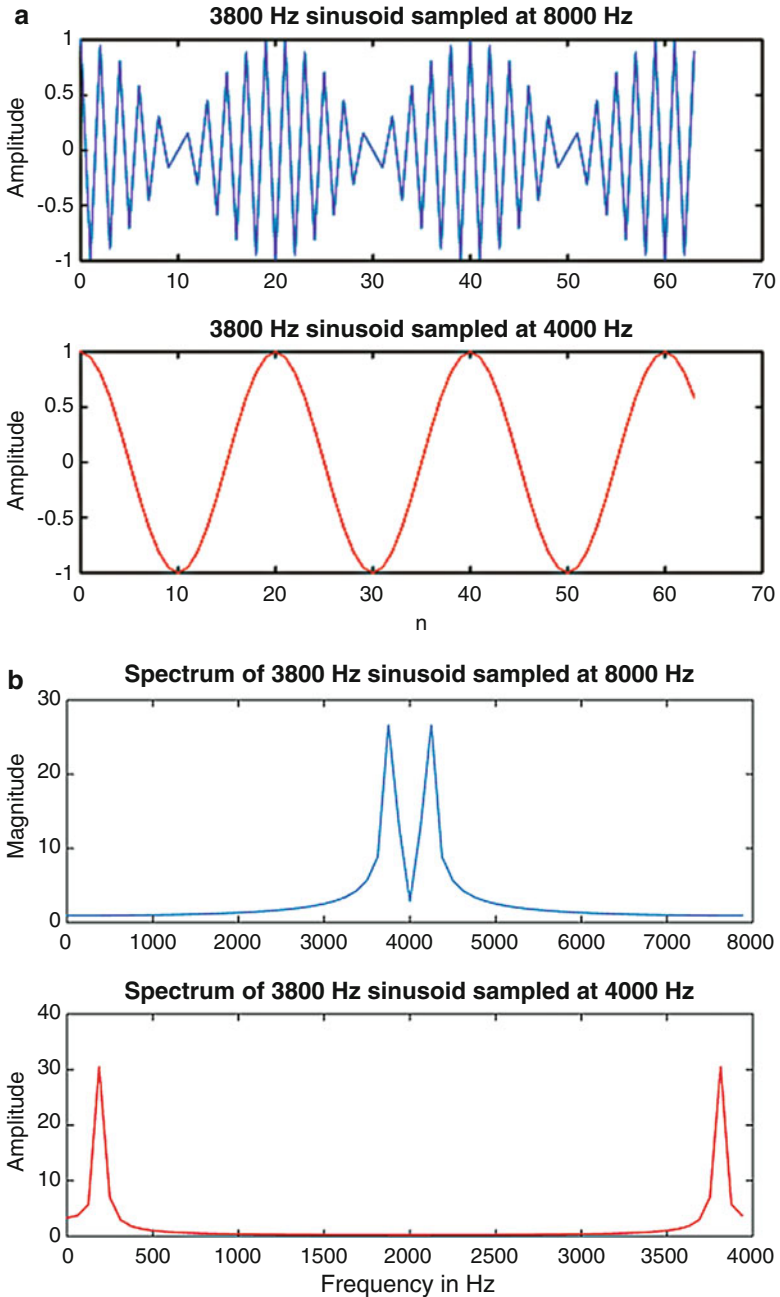 a
3800 Hz sinusoid sampled at 8000 Hz
Amplitude
1
0.5
0
-0.5
-1
0 10 20 30 40 50 60 70
3800 Hz sinusoid sampled at 4000 Hz
Amplitude
1
0.5
0
-0.5
-1
0 10 20 30 40 50 60 70
n
b
Spectrum of 3800 Hz sinusoid sampled at 8000 Hz
Magnitude
30
20
10
0
0 1000 2000 3000 4000 5000 6000 7000 8000
Spectrum of 3800 Hz sinusoid sampled at 4000 Hz
Amplitude
40
30
20
10
0
0 500 1000 1500 2000 2500 3000 3500 4000
Frequency in Hz